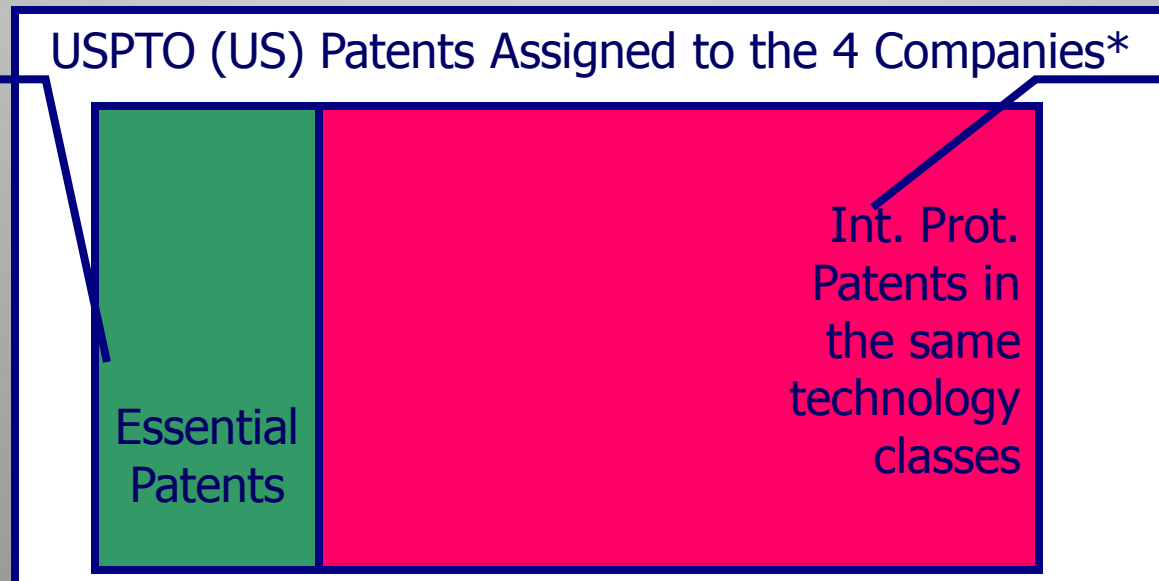 USPTO (US) Patents Assigned to the 4 Companies*
Int. Prot.
Patents in
the same
technology
classes
Essential
Patents